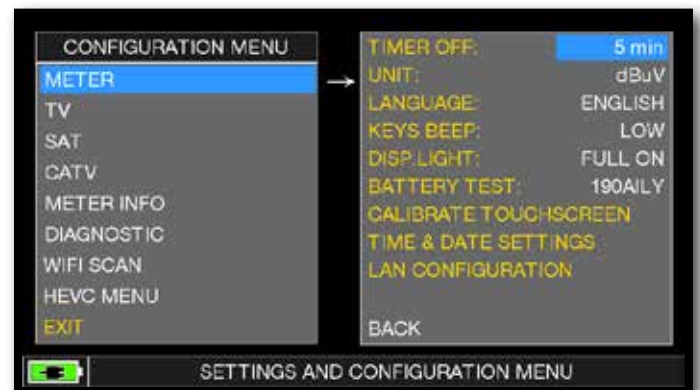 CONFIGURATION MENU
METER
TV
SAT
CATV
METER INFO
DIAGNOSTIC
WIFI SCAN
HEVC MENU
EXIT
TIMER OFF: 5 min
UNIT: dBuV
LANGUAGE: ENGLISH
KEYS BEEP: LOW
DISP.LIGHT: FULL ON
BATTERY TEST: 190AILY
CALIBRATE TOUCHSCREEN
TIME & DATE SETTINGS
LAN CONFIGURATION
BACK
SETTINGS AND CONFIGURATION MENU